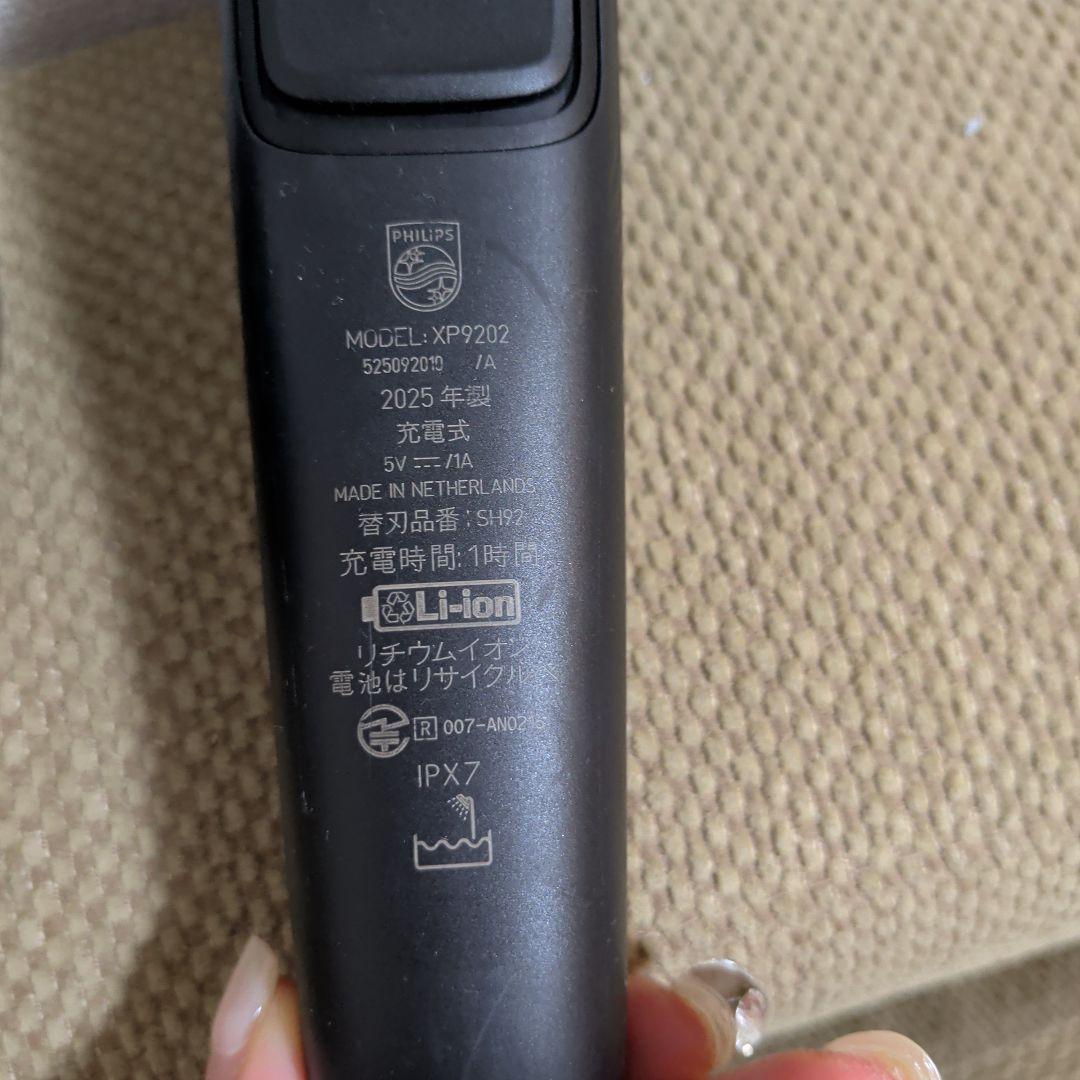 PHILIPS
MODEL: XP9202
525092010 /A
2025 年製
充電式
5V /1A
MADE IN NETHERLANDS
替刃品番: SH92
充電時間: 1時間
Li-ion
リチウムイオン
電池はリサイクルへ
R 007-AN0216
IPX7